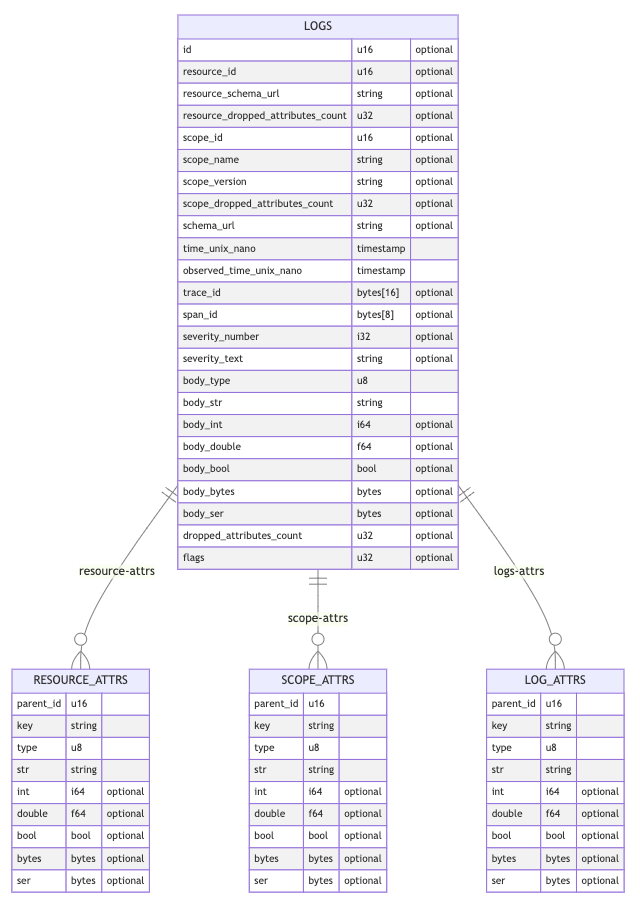 LOGS
id u16 optional
resource_id u16 optional
resource_schema_url string optional
resource_dropped_attributes_count u32 optional
scope_id u16 optional
scope_name string optional
scope_version string optional
scope_dropped_attributes_count u32 optional
schema_url string optional
time_unix_nano timestamp
observed_time_unix_nano timestamp
trace_id bytes[16] optional
span_id bytes[8] optional
severity_number i32 optional
severity_text string optional
body_type u8
body_str string
body_int i64 optional
body_double f64 optional
body_bool bool optional
body_bytes bytes optional
body_ser bytes optional
dropped_attributes_count u32 optional
flags u32 optional
resource-attrs
scope-attrs
logs-attrs
RESOURCE_ATTRS
parent_id u16
key string
type u8
str string
int i64 optional
double f64 optional
bool bool optional
bytes bytes optional
ser bytes optional
SCOPE_ATTRS
parent_id u16
key string
type u8
str string
int i64 optional
double f64 optional
bool bool optional
bytes bytes optional
ser bytes optional
LOG_ATTRS
parent_id u16
key string
type u8
str string
int i64 optional
double f64 optional
bool bool optional
bytes bytes optional
ser bytes optional